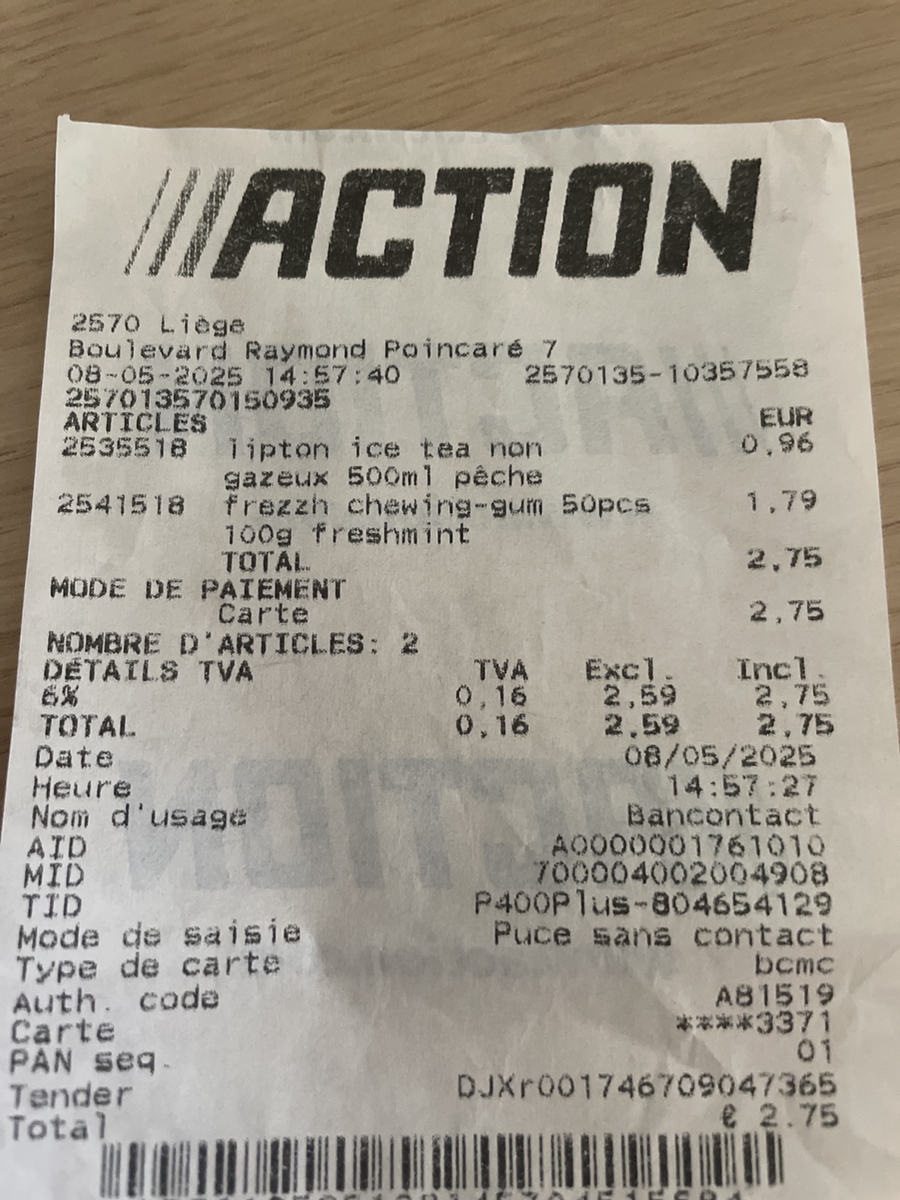 ACTION
2570 Liège
Boulevard Raymond Poincaré 7
08-05-2025 14:57:40 2570135-10357558
257013570150935
ARTICLES EUR
2535518 lipton ice tea non 0,96
gazeux 500ml pêche
2541518 frezzh chewing-gum 50pcs 1,79
100g freshmint
TOTAL 2,75
MODE DE PAIEMENT
Carte 2,75
NOMBRE D'ARTICLES: 2
DÉTAILS TVA TVA Excl. Incl.
6% 0,16 2,59 2,75
TOTAL 0,16 2,59 2,75
Date 08/05/2025
Heure 14:57:27
Nom d'usage Bancontact
AID A0000001761010
MID 700004002004908
TID P400Plus-804654129
Mode de saisie Puce sans contact
Type de carte bcmc
Auth. code A81519
Carte ****3371
PAN seq. 01
Tender DJXr001746709047365
Total € 2.75